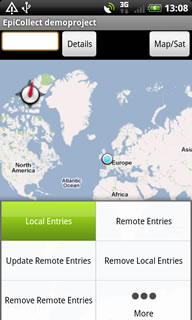 3G 13:08
EpiCollect demoproject
Details Map/Sat
North
America
Atlantic
Ocean
Europe
Africa
Local Entries Remote Entries
Update Remote Entries Remove Local Entries
Remove Remote Entries More